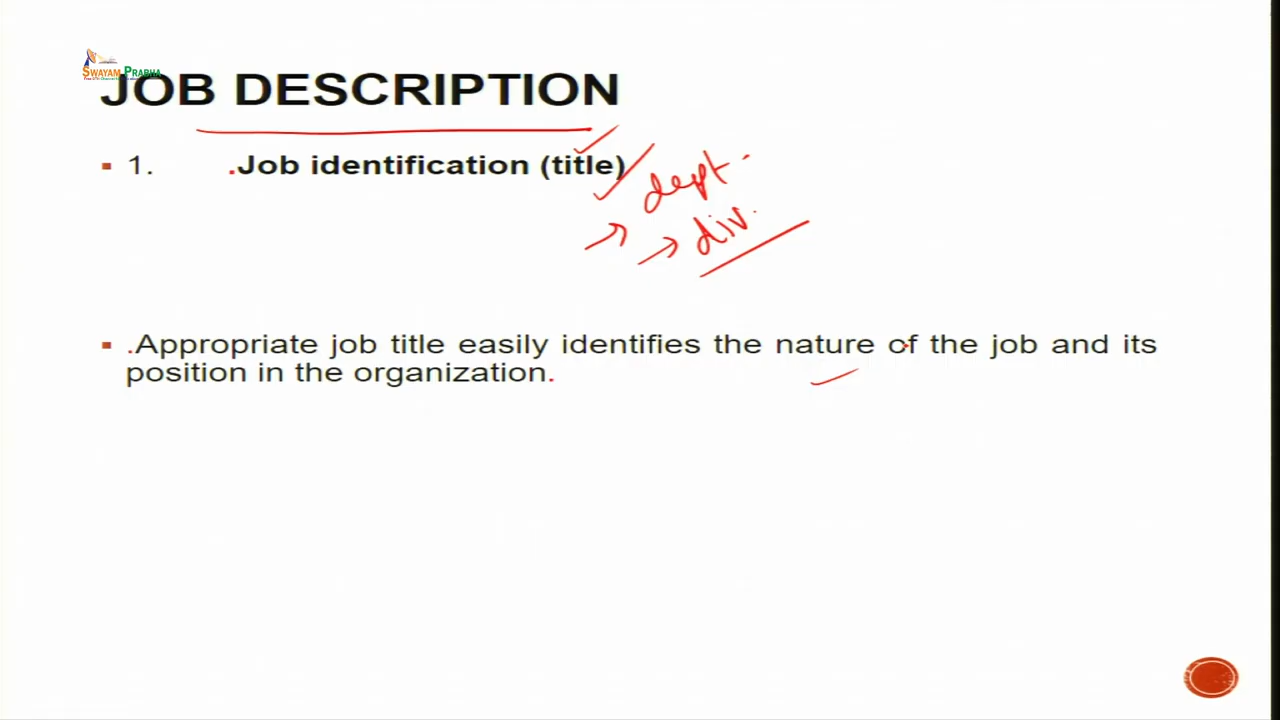 SWAYAM PRABHA
JOB DESCRIPTION
1. .Job identification (title)
dept.
→ → div.
.Appropriate job title easily identifies the nature of the job and its
position in the organization.